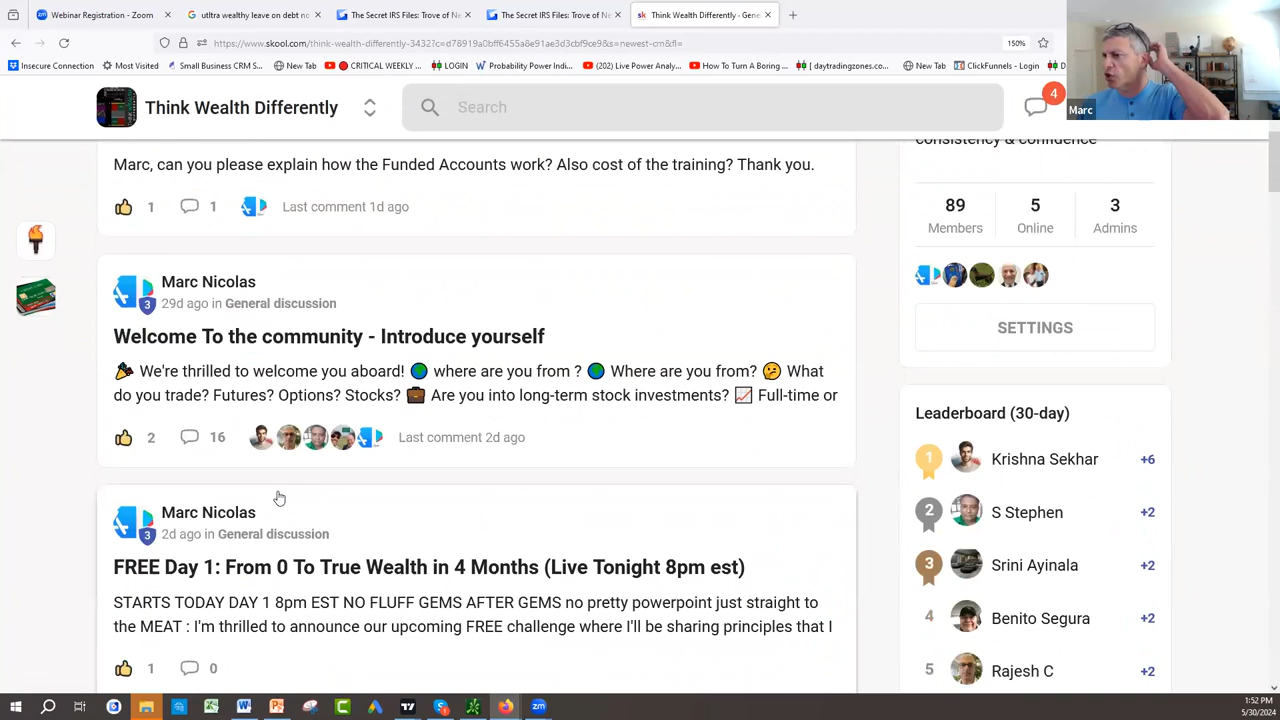 Webinar Registration - Zoom
utltra wealthy leave on debt no
The Secret IRS Files: Trove of Ne
The Secret IRS Files: Trove of Ne
Think Wealth Differently - Gene
https://www.skool.com/think-wealth-differently-3432?c=d78919a0bff6455a8e91ae3d3cbf9ce9&s=newest-cm&fl=
150%
Insecure Connection
Most Visited
Small Business CRM S...
New Tab
CRITICAL WEEKLY ...
LOGIN
Probability Power Indi...
(202) Live Power Analy...
How To Turn A Boring ...
[ daytradingzones.co...
New Tab
ClickFunnels - Login
Think Wealth Differently
Search
4
Marc
consistency & confidence
Marc, can you please explain how the Funded Accounts work? Also cost of the training? Thank you.
1
1
Last comment 1d ago
89
5
3
Members
Online
Admins
SETTINGS
Marc Nicolas
3
29d ago in General discussion
Welcome To the community - Introduce yourself
We're thrilled to welcome you aboard! where are you from ? Where are you from? What
do you trade? Futures? Options? Stocks? Are you into long-term stock investments? Full-time or
2
16
Last comment 2d ago
Leaderboard (30-day)
1
Krishna Sekhar
+6
2
S Stephen
+2
3
Srini Ayinala
+2
4
Benito Segura
+2
5
Rajesh C
+2
Marc Nicolas
3
2d ago in General discussion
FREE Day 1: From 0 To True Wealth in 4 Months (Live Tonight 8pm est)
STARTS TODAY DAY 1 8pm EST NO FLUFF GEMS AFTER GEMS no pretty powerpoint just straight to
the MEAT : I'm thrilled to announce our upcoming FREE challenge where I'll be sharing principles that I
1
0
1:52 PM
5/30/2024